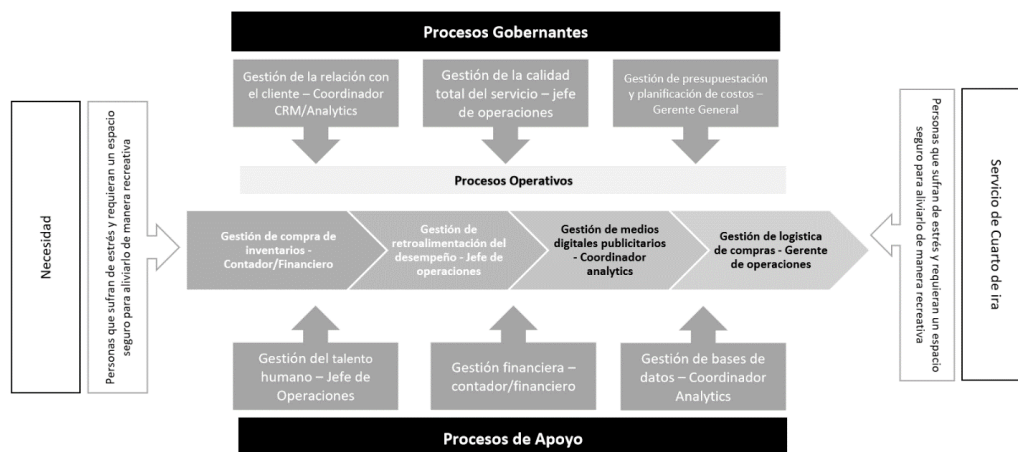 Procesos Gobernantes
Gestión de la relación con
el cliente – Coordinador
CRM/Analytics
Gestión de la calidad
total del servicio – jefe
de operaciones
Gestión de presupuestación
y planificación de costos –
Gerente General
Necesidad
Personas que sufran de estrés y requieran un espacio
seguro para aliviarlo de manera recreativa
Procesos Operativos
Gestión de compra de
inventarios -
Contador/Financiero
Gestión de
retroalimentación del
desempeño - Jefe de
operaciones
Gestión de medios
digitales publicitarios
- Coordinador
analytics
Gestión de logistica
de compras - Gerente
de operaciones
Personas que sufran de estrés y requieran un espacio
seguro para aliviarlo de manera recreativa
Servicio de Cuarto de ira
Gestión del talento
humano – Jefe de
Operaciones
Gestión financiera –
contador/financiero
Gestión de bases de
datos – Coordinador
Analytics
Procesos de Apoyo